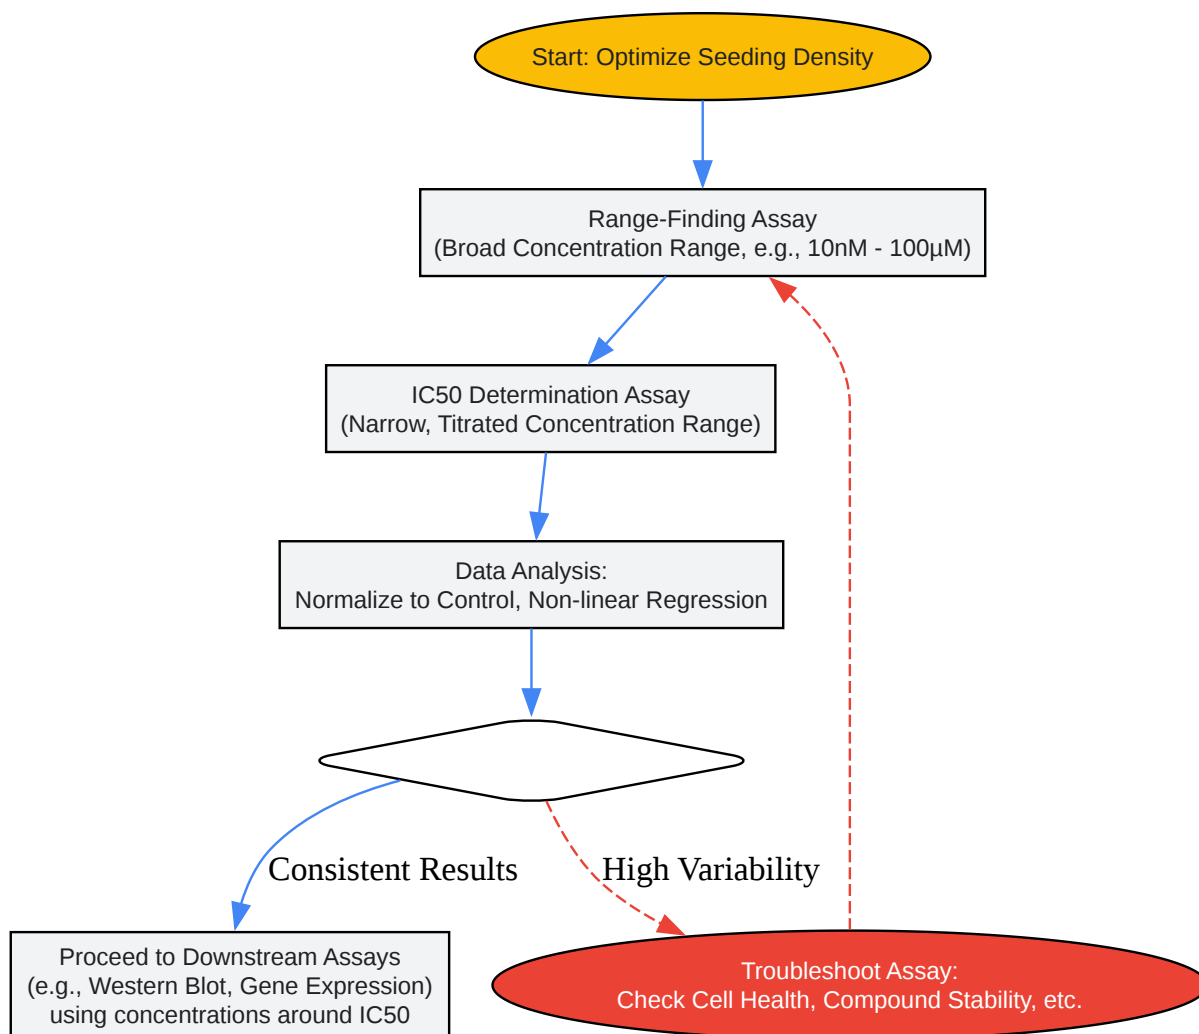 Start: Optimize Seeding Density
Range-Finding Assay
(Broad Concentration Range, e.g., 10nM - 100µM)
IC50 Determination Assay
(Narrow, Titrated Concentration Range)
Data Analysis:
Normalize to Control, Non-linear Regression
Consistent Results
High Variability
Proceed to Downstream Assays
(e.g., Western Blot, Gene Expression)
using concentrations around IC50
Troubleshoot Assay:
Check Cell Health, Compound Stability, etc.